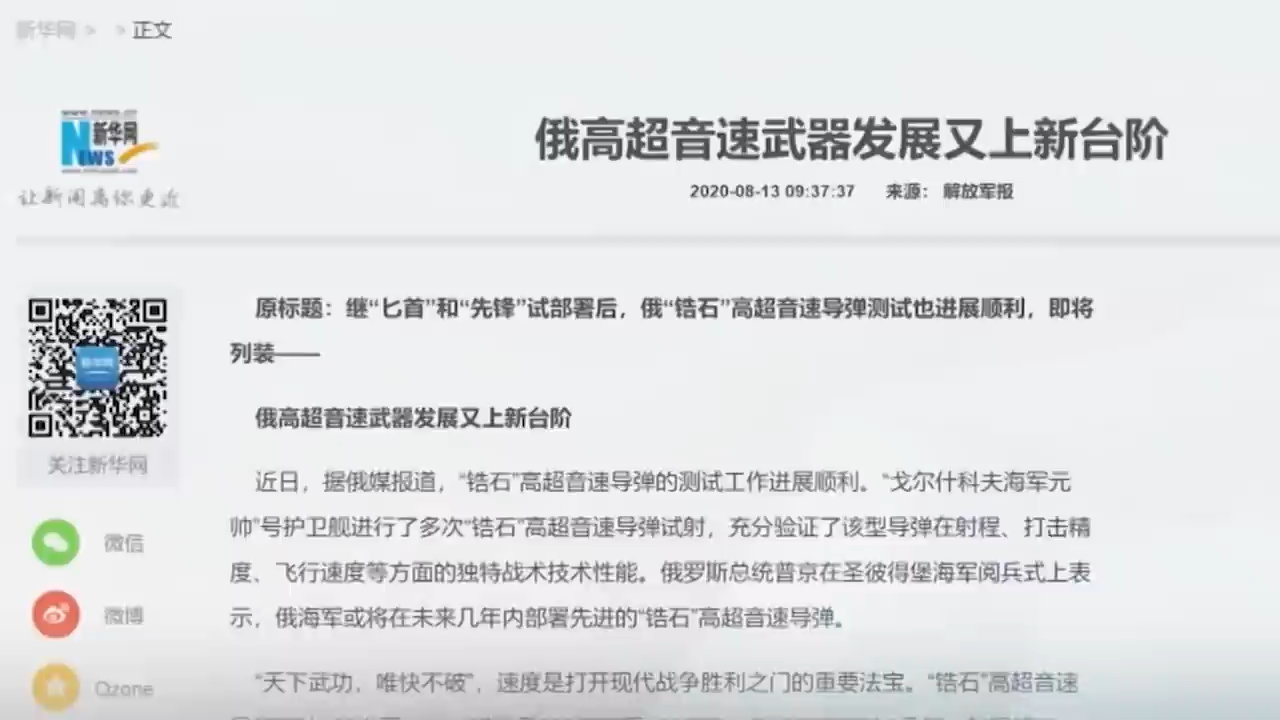 新华网 > > 正文
新华网
NEWS
让新闻离你更近
俄高超音速武器发展又上新台阶
2020-08-13 09:37:37 来源： 解放军报
关注新华网
微信
微博
Qzone
原标题：继“匕首”和“先锋”试部署后，俄“锆石”高超音速导弹测试也进展顺利，即将
列装——
俄高超音速武器发展又上新台阶
近日，据俄媒报道，“锆石”高超音速导弹的测试工作进展顺利。“戈尔什科夫海军元
帅”号护卫舰进行了多次“锆石”高超音速导弹试射，充分验证了该型导弹在射程、打击精
度、飞行速度等方面的独特战术技术性能。俄罗斯总统普京在圣彼得堡海军阅兵式上表
示，俄海军或将在未来几年内部署先进的“锆石”高超音速导弹。
“天下武功，唯快不破”，速度是打开现代战争胜利之门的重要法宝。“锆石”高超音速